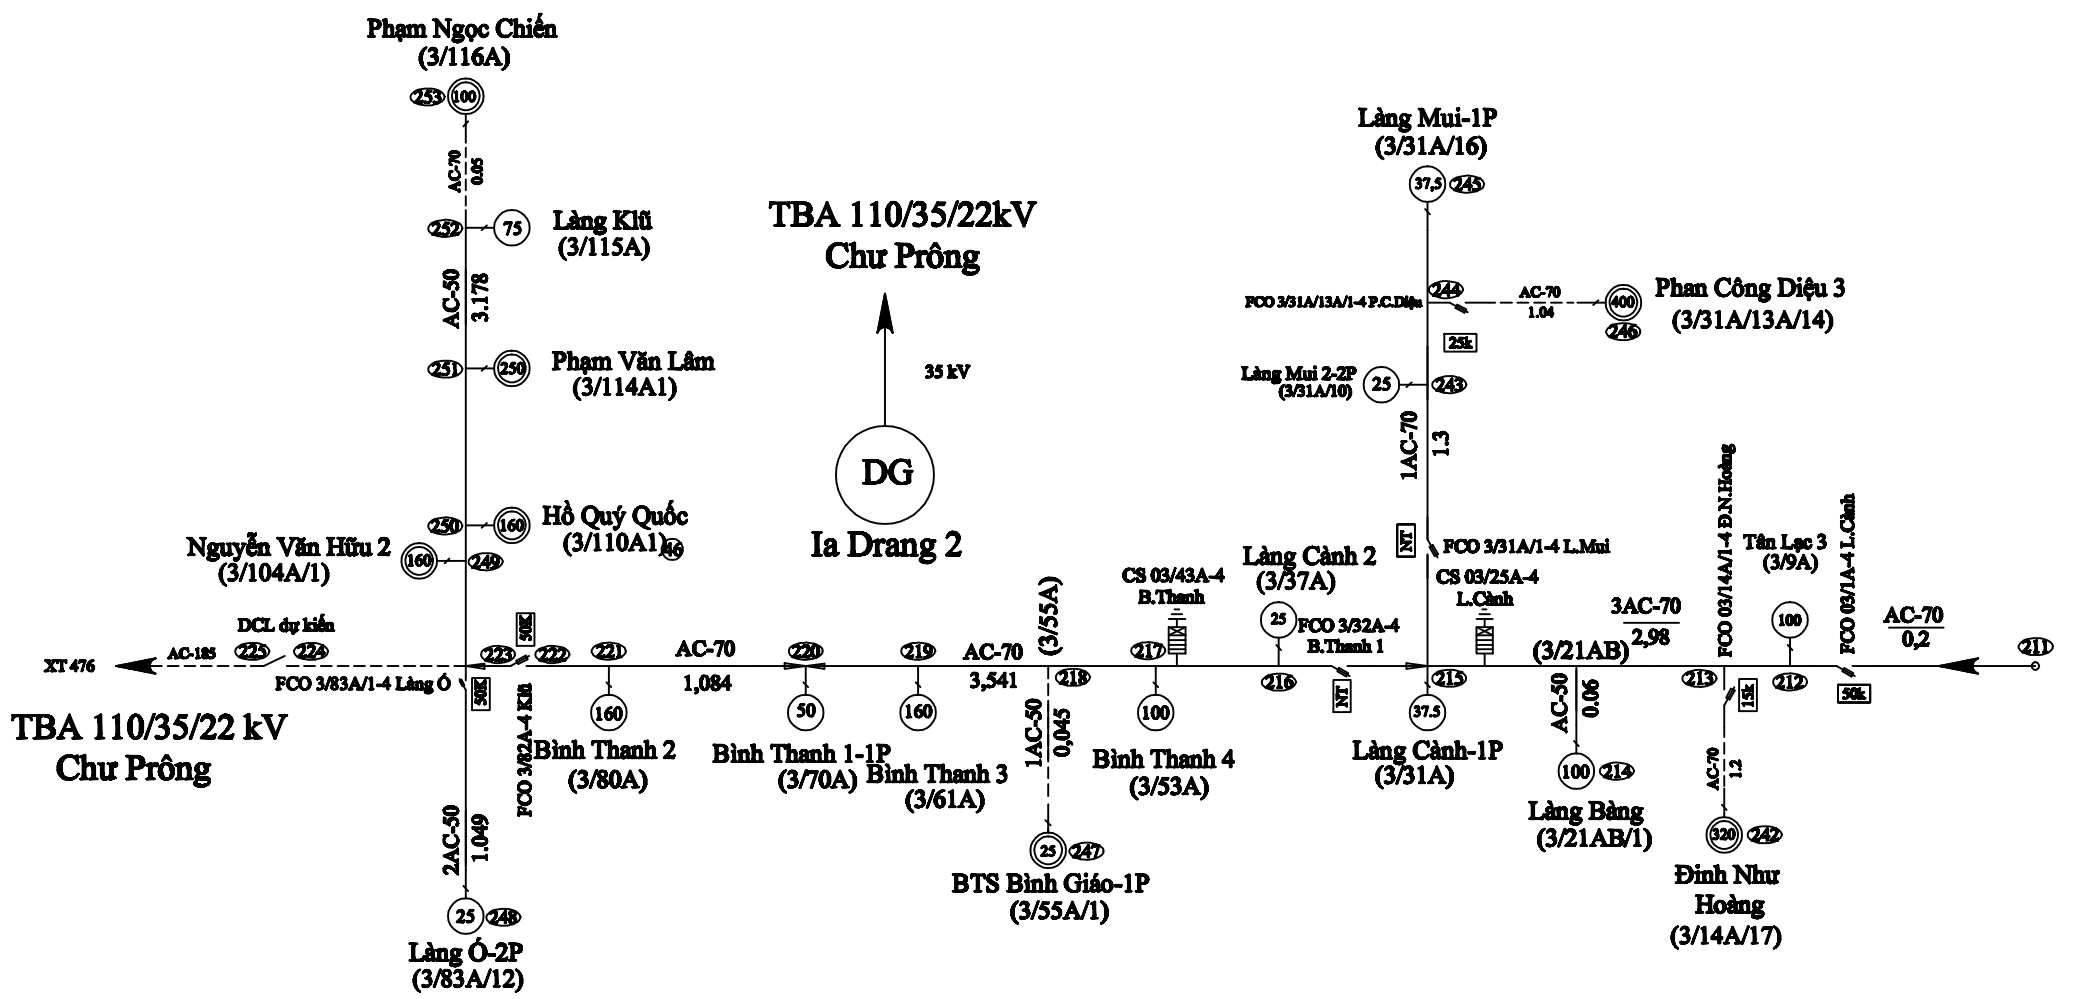 Phạm Ngọc Chiến
(3/116A)
253
100
AC-70
0.05
252
75
Làng Klũ
(3/115A)
AC-50
3.178
251
250
Phạm Văn Lâm
(3/114A1)
250
160
Hồ Quý Quốc
(3/110A1)
46
Nguyễn Văn Hữu 2
(3/104A/1)
160
249
TBA 110/35/22kV
Chư Prông
35 kV
DG
Ia Drang 2
Làng Mui-1P
(3/31A/16)
37,5
245
244
FCO 3/31A/13A/1-4 P.C.Diệu
AC-70
1.04
400
246
Phan Công Diệu 3
(3/31A/13A/14)
25k
Làng Mui 2-2P
(3/31A/10)
25
243
1AC-70
1.3
NT
FCO 3/31A/1-4 L.Mui
CS 03/25A-4
L.Cành
Làng Cành 2
(3/37A)
25
FCO 3/32A-4
B.Thanh 1
CS 03/43A-4
B.Thanh
(3/55A)
3AC-70
2,98
(3/21AB)
FCO 03/14A/1-4 Đ.N.Hoàng
Tân Lạc 3
(3/9A)
100
FCO 03/1A-4 L.Cành
AC-70
0,2
211
DCL dự kiến
XT 476
AC-185
225
224
FCO 3/83A/1-4 Làng Ó
50K
223
222
50K
FCO 3/82A-4 Klũ
221
AC-70
1,084
220
219
AC-70
3,541
218
217
216
NT
215
213
212
50k
15k
TBA 110/35/22 kV
Chư Prông
160
Bình Thanh 2
(3/80A)
50
Bình Thanh 1-1P
(3/70A)
160
Bình Thanh 3
(3/61A)
1AC-50
0,045
100
Bình Thanh 4
(3/53A)
37.5
Làng Cành-1P
(3/31A)
AC-50
0.06
100
214
Làng Bàng
(3/21AB/1)
AC-70
1.2
320
242
Đinh Như
Hoàng
(3/14A/17)
25
247
BTS Bình Giáo-1P
(3/55A/1)
2AC-50
1.049
25
248
Làng Ó-2P
(3/83A/12)